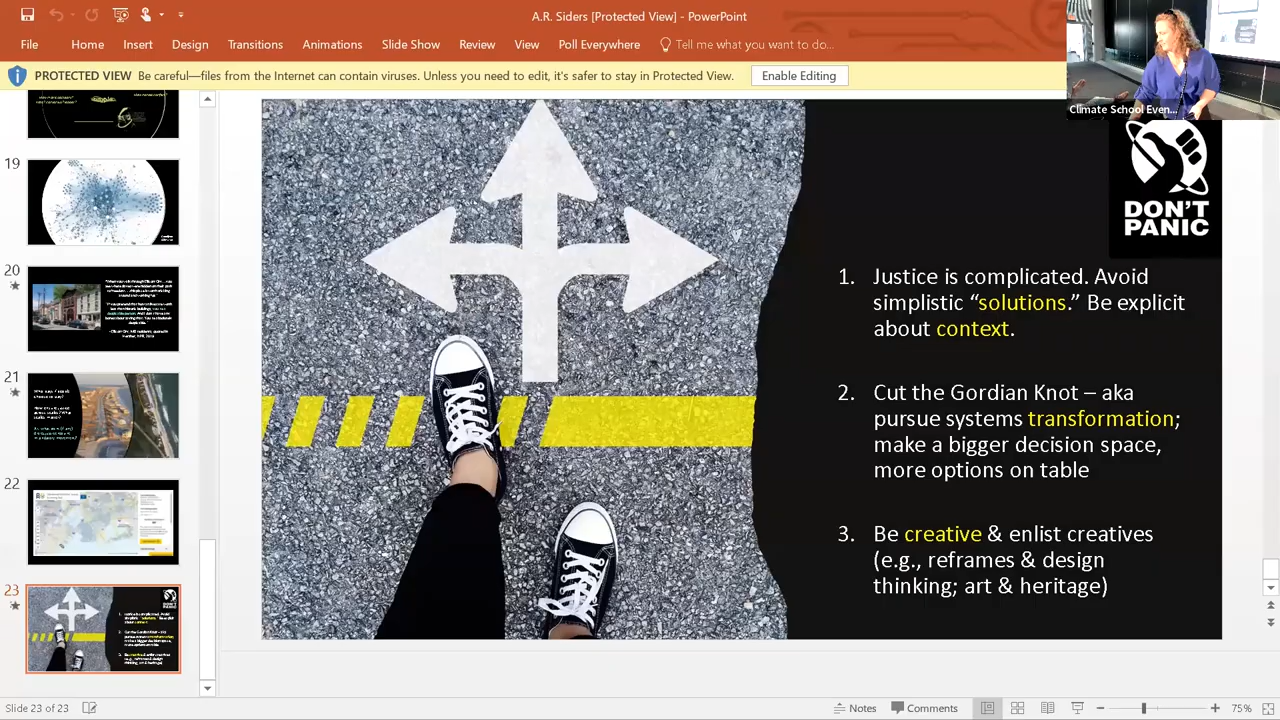 A.R. Siders [Protected View] - PowerPoint
File Home Insert Design Transitions Animations Slide Show Review View Poll Everywhere Tell me what you want to do...
PROTECTED VIEW Be careful—files from the Internet can contain viruses. Unless you need to edit, it's safer to stay in Protected View. Enable Editing
Climate School Even...
19
20
21
22
23
DON'T
PANIC
1. Justice is complicated. Avoid
simplistic “solutions.” Be explicit
about context.
2. Cut the Gordian Knot – aka
pursue systems transformation;
make a bigger decision space,
more options on table
3. Be creative & enlist creatives
(e.g., reframes & design
thinking; art & heritage)
Slide 23 of 23 Notes Comments 75%